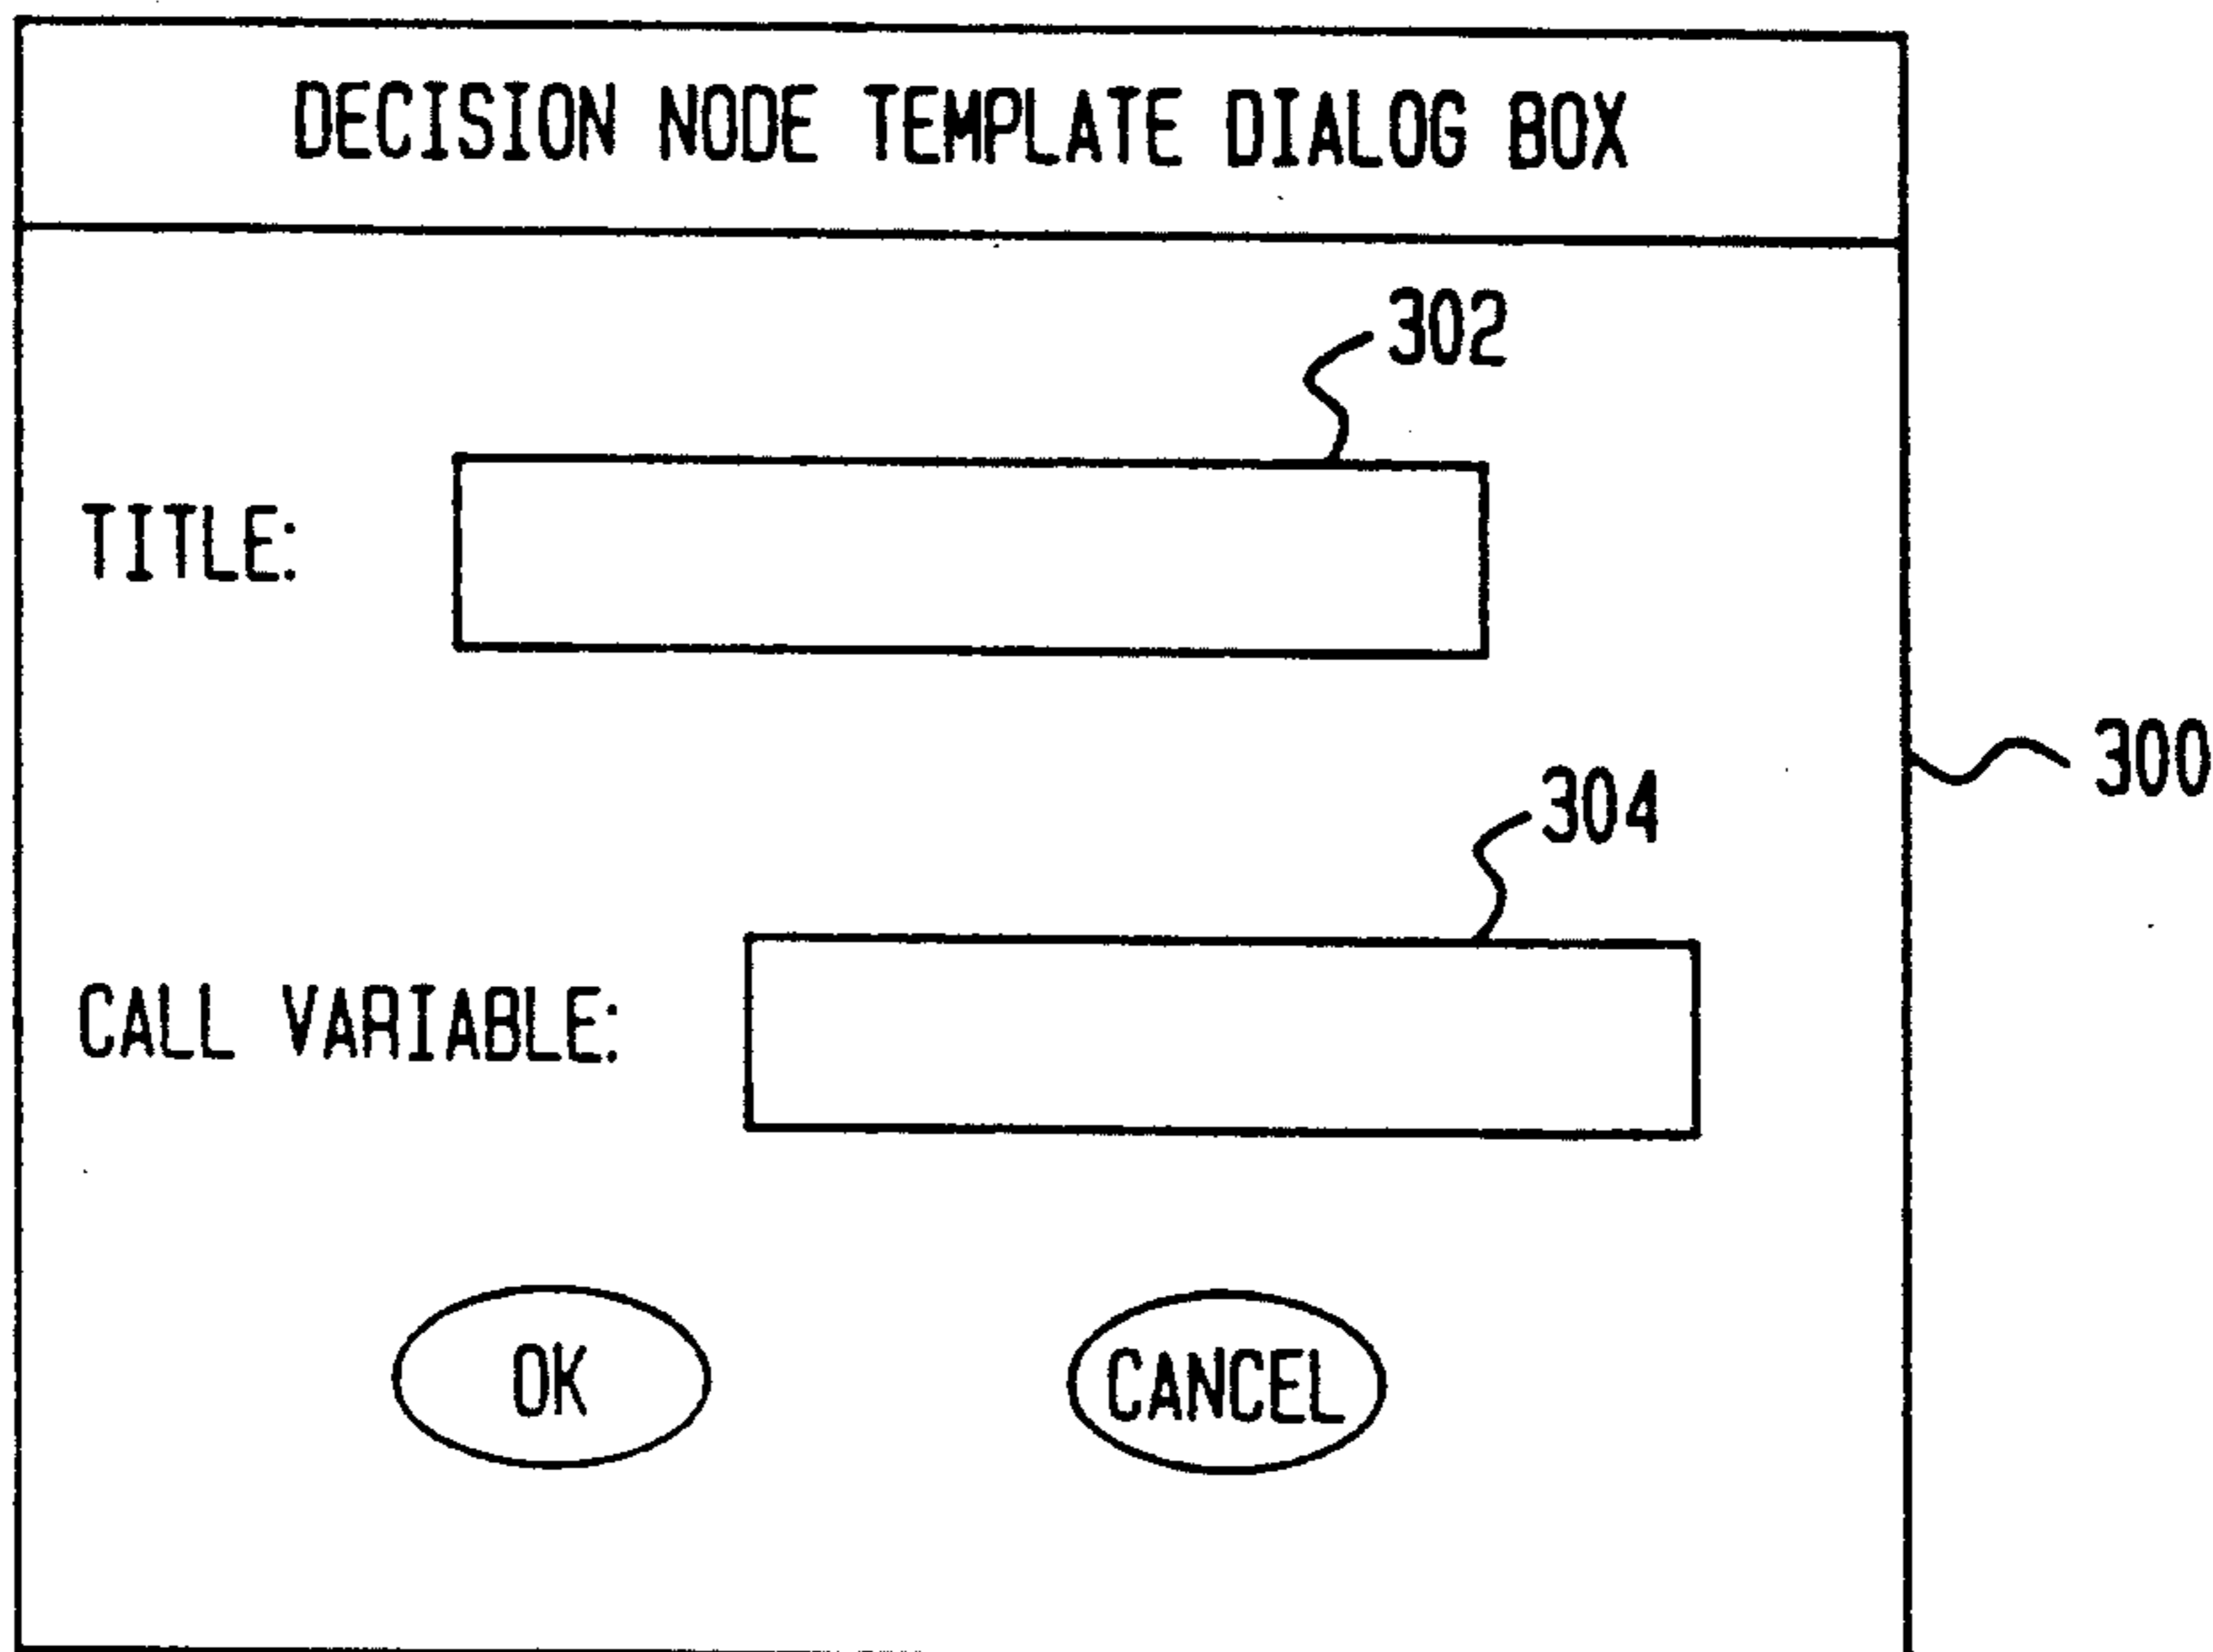 DECISION NODE TEMPLATE DIALOG BOX
302
TITLE:
300
304
CALL VARIABLE:
OK
CANCEL